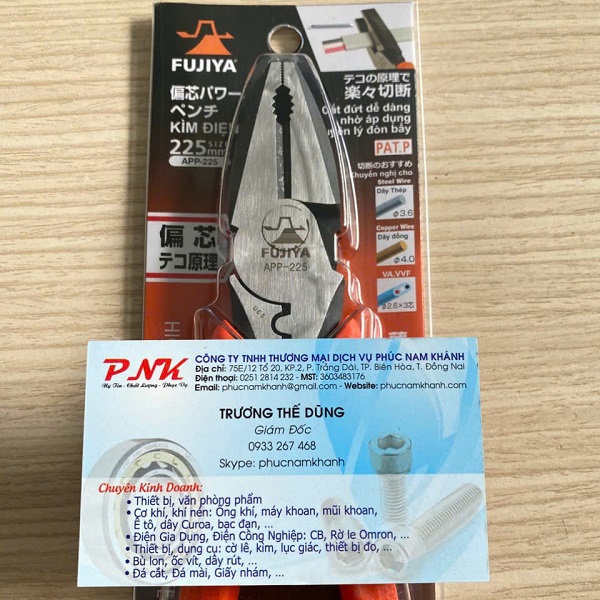 FUJIYA
偏芯パワー
ペンチ
KÌM ĐIỆN
225 SIZE mm
APP-225
偏芯
テコ原理
テコの原理で
楽々切断
Cắt đứt dễ dàng
nhờ áp dụng
nguyên lý đòn bẩy
PAT.P
切断のおすすめ
Khuyến nghị cho
Steel Wire
Dây Thép
φ3.6
Copper Wire
Dây đồng
φ4.0
VA.VVF
φ2.6×3芯
FUJIYA
APP-225
PNK
Uy Tín - Chất Lượng - Phục Vụ
CÔNG TY TNHH THƯƠNG MẠI DỊCH VỤ PHÚC NAM KHÁNH
Địa chỉ: 75E/12 Tổ 20, KP.2, P. Trảng Dài, TP. Biên Hòa, T. Đồng Nai
Điện thoại: 0251 2814 232 - MST: 3603483176
Email: phucnamkhanh@gmail.com - Website: phucnamkhanh.com
TRƯƠNG THẾ DŨNG
Giám Đốc
0933 267 468
Skype: phucnamkhanh
Chuyên Kinh Doanh:
• Thiết bị, văn phòng phẩm
• Cơ khí, khí nén: Ống khí, máy khoan, mũi khoan,
Ê tô, dây Curoa, bạc đạn, ...
• Điện Gia Dụng, Điện Công Nghiệp: CB, Rờ le Omron, ...
• Thiết bị, dụng cụ: cờ lê, kìm, lục giác, thiết bị đo, ...
• Bù lon, ốc vít, dây rút, ...
• Đá cắt, Đá mài, Giấy nhám, ...